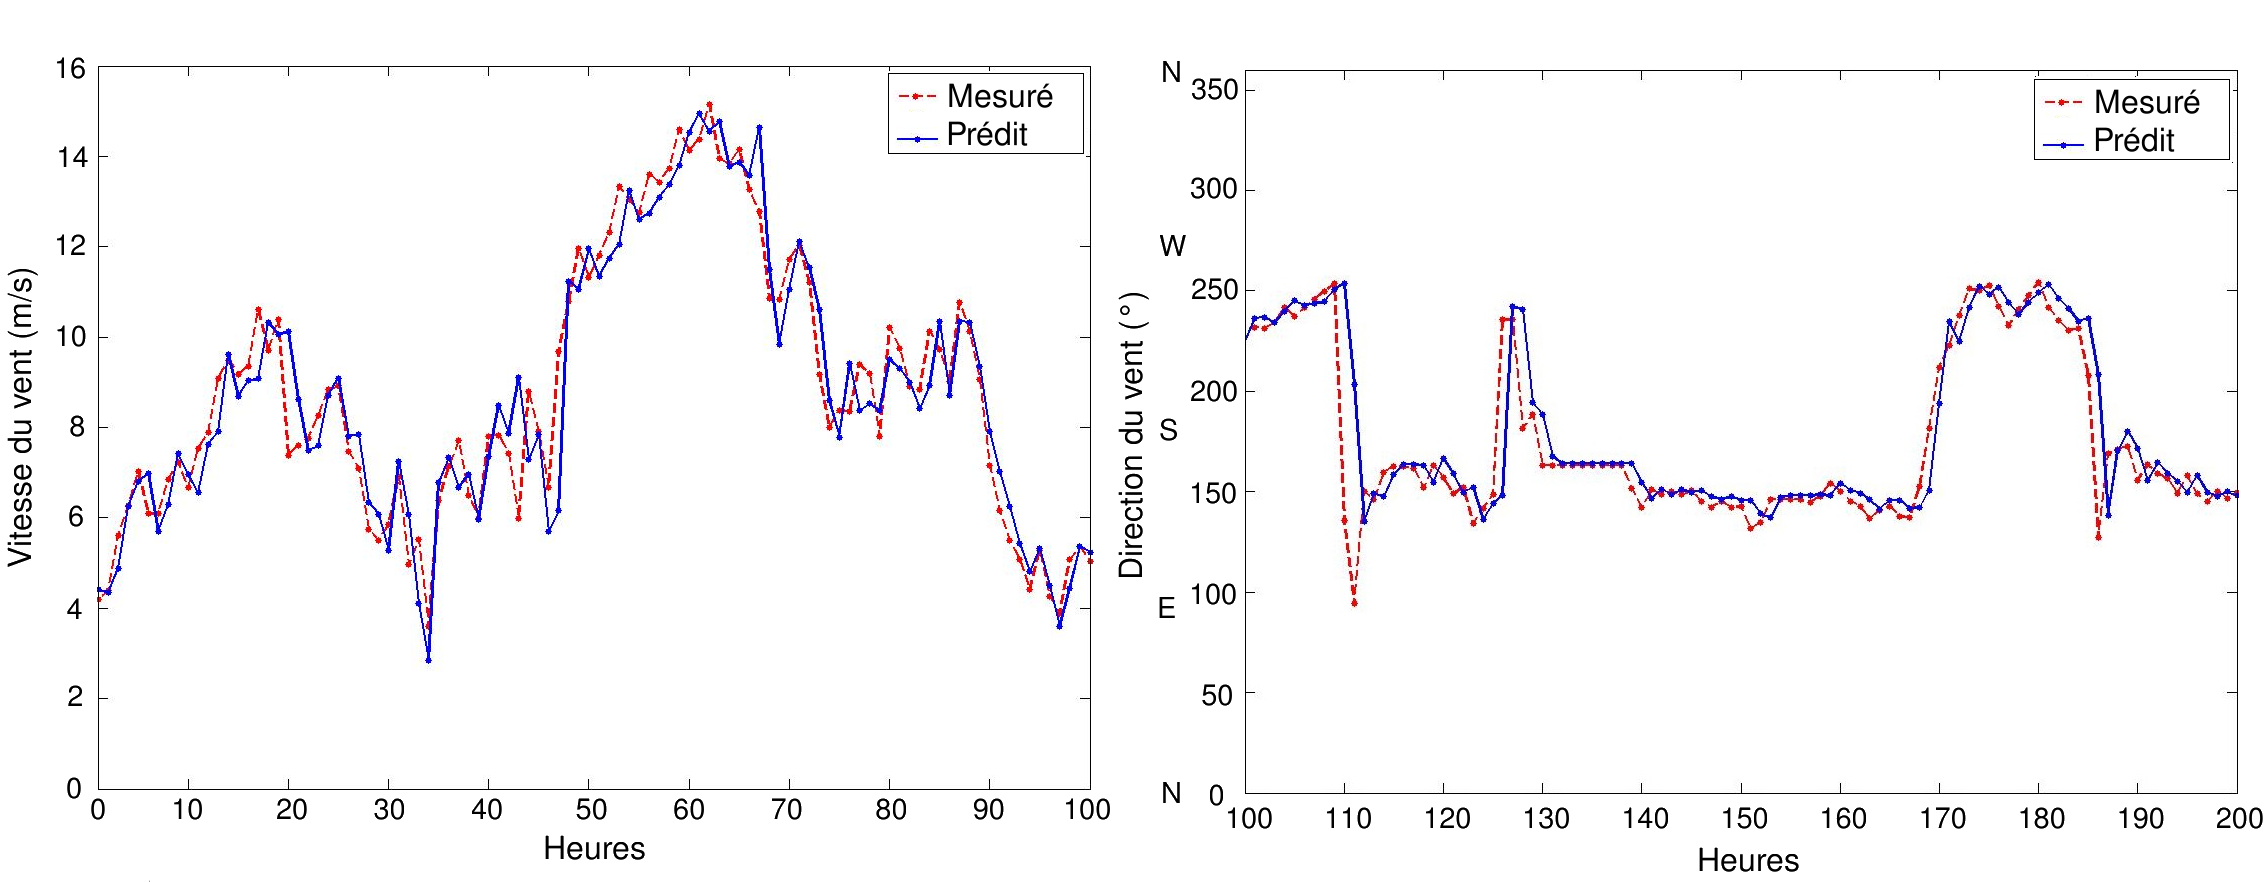 16
14
12
10
8
6
4
2
0
Vitesse du vent (m/s)
Mesuré
Prédit
0 10 20 30 40 50 60 70 80 90 100
Heures
N
W
S
E
N
350
300
250
200
150
100
50
0
Direction du vent (°)
Mesuré
Prédit
100 110 120 130 140 150 160 170 180 190 200
Heures